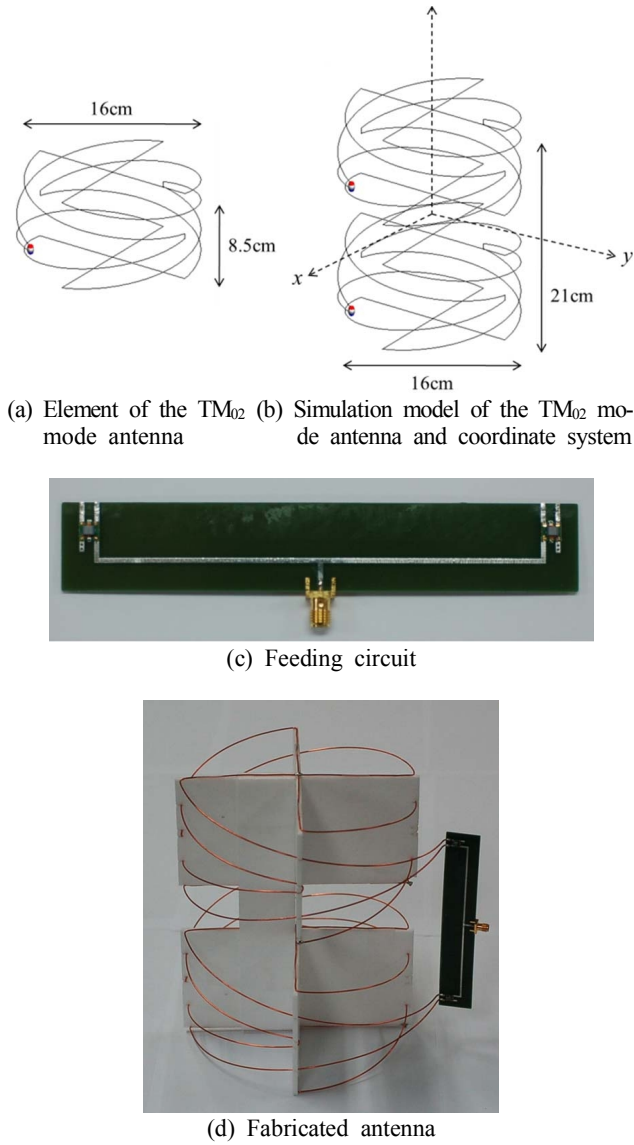 16cm
8.5cm
16cm
21cm
x
y
(a) Element of the TM02 mode antenna
(b) Simulation model of the TM02 mo-
de antenna and coordinate system
(c) Feeding circuit
(d) Fabricated antenna